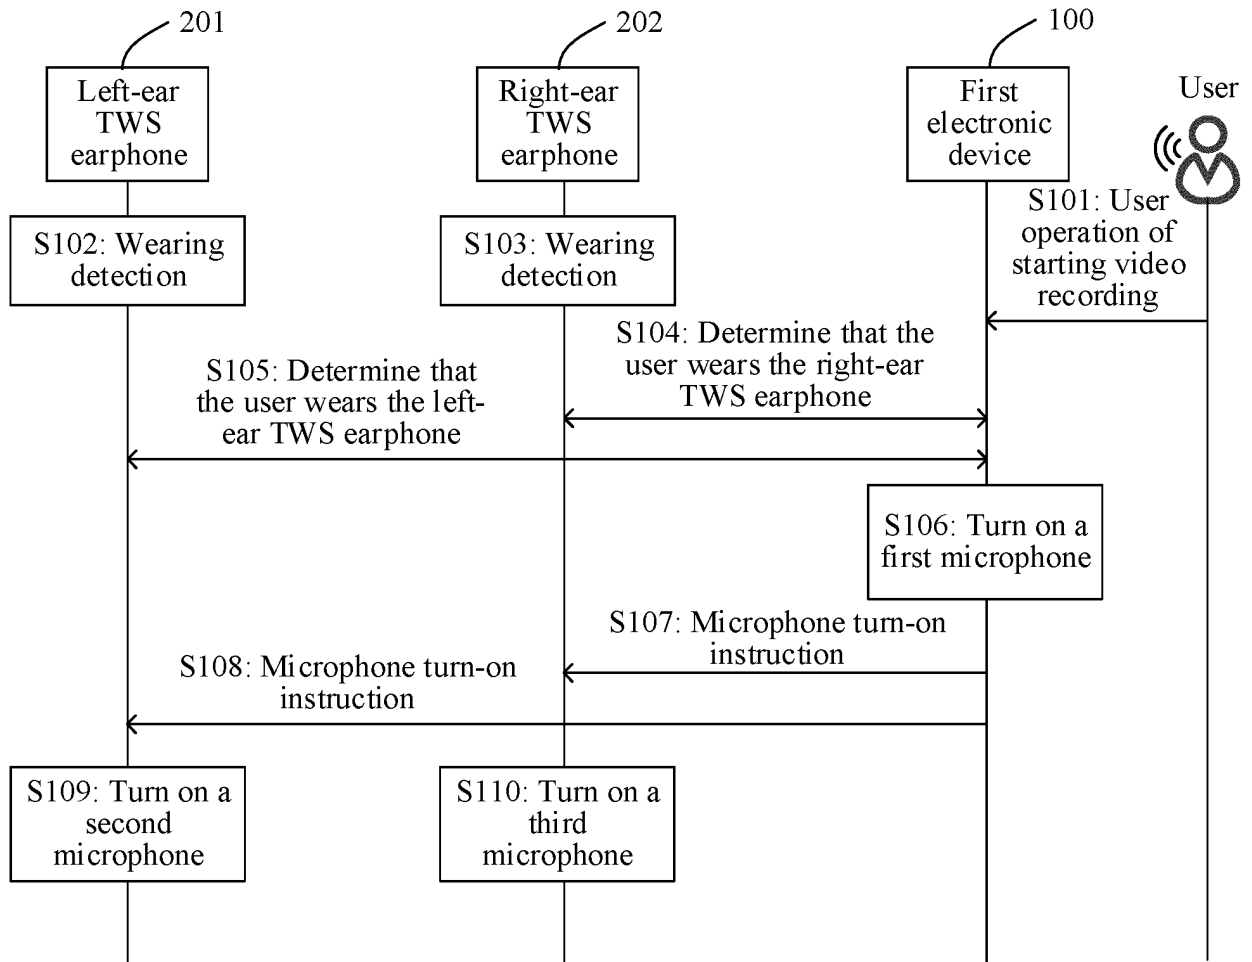 201
202
100
Left-ear
TWS
earphone
Right-ear
TWS
earphone
First
electronic
device
User
S101: User
operation of
starting video
recording
S102: Wearing
detection
S103: Wearing
detection
S104: Determine that the
user wears the right-ear
TWS earphone
S105: Determine that
the user wears the left-
ear TWS earphone
S106: Turn on a
first microphone
S107: Microphone turn-on
instruction
S108: Microphone turn-on
instruction
S109: Turn on a
second
microphone
S110: Turn on a
third
microphone